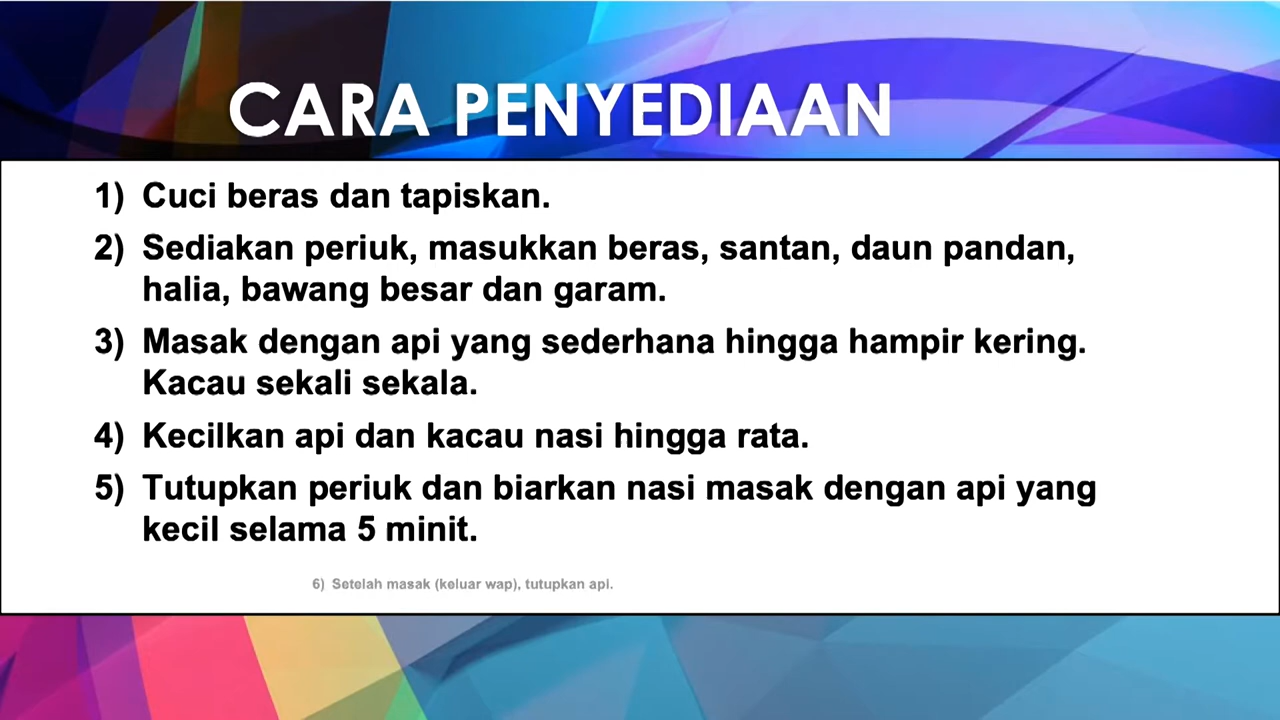 CARA PENYEDIAAN
1) Cuci beras dan tapiskan.
2) Sediakan periuk, masukkan beras, santan, daun pandan,
halia, bawang besar dan garam.
3) Masak dengan api yang sederhana hingga hampir kering.
Kacau sekali sekala.
4) Kecilkan api dan kacau nasi hingga rata.
5) Tutupkan periuk dan biarkan nasi masak dengan api yang
kecil selama 5 minit.
6) Setelah masak (keluar wap), tutupkan api.